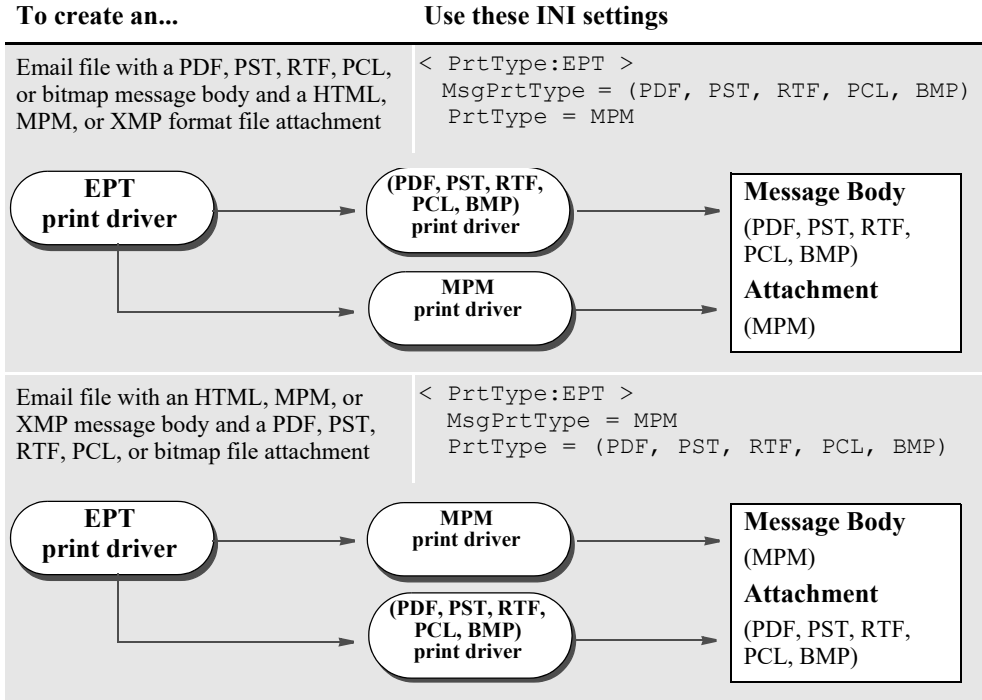 To create an...
Use these INI settings
Email file with a PDF, PST, RTF, PCL,
or bitmap message body and a HTML,
MPM, or XMP format file attachment
< PrtType:EPT >
MsgPrtType = (PDF, PST, RTF, PCL, BMP)
PrtType = MPM
EPT
print driver
(PDF, PST, RTF,
PCL, BMP)
print driver
MPM
print driver
Message Body
(PDF, PST, RTF,
PCL, BMP)
Attachment
(MPM)
Email file with an HTML, MPM, or
XMP message body and a PDF, PST,
RTF, PCL, or bitmap file attachment
< PrtType:EPT >
MsgPrtType = MPM
PrtType = (PDF, PST, RTF, PCL, BMP)
EPT
print driver
MPM
print driver
(PDF, PST, RTF,
PCL, BMP)
print driver
Message Body
(MPM)
Attachment
(PDF, PST, RTF,
PCL, BMP)